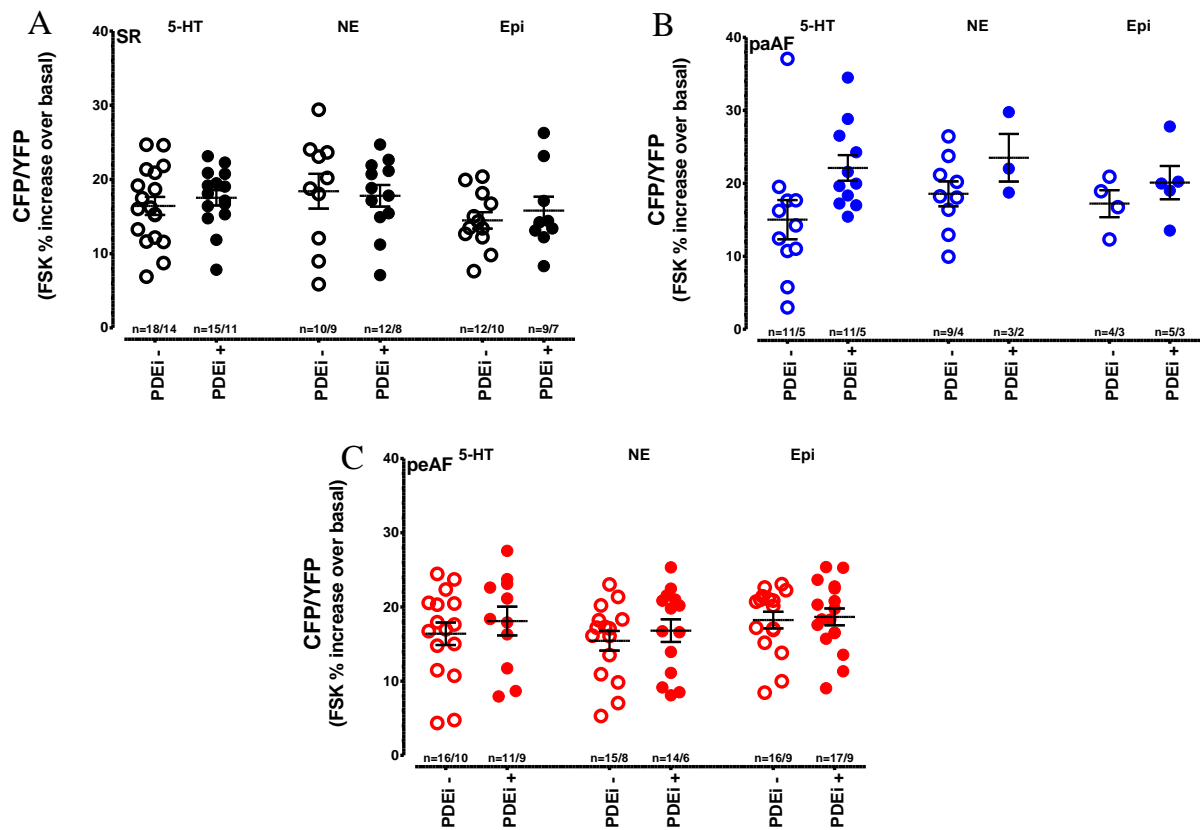 A
SR
5-HT NE Epi
CFP/YFP
(FSK % increase over basal)
40
30
20
10
0
n=18/14 n=15/11 n=10/9 n=12/8 n=12/10 n=9/7
PDEi - PDEi + PDEi - PDEi + PDEi - PDEi +
B
paAF
5-HT NE Epi
CFP/YFP
(FSK % increase over basal)
40
30
20
10
0
n=11/5 n=11/5 n=9/4 n=3/2 n=4/3 n=5/3
PDEi - PDEi + PDEi - PDEi + PDEi - PDEi +
C
peAF
5-HT NE Epi
CFP/YFP
(FSK % increase over basal)
40
30
20
10
0
n=16/10 n=11/9 n=15/8 n=14/6 n=16/9 n=17/9
PDEi - PDEi + PDEi - PDEi + PDEi - PDEi +